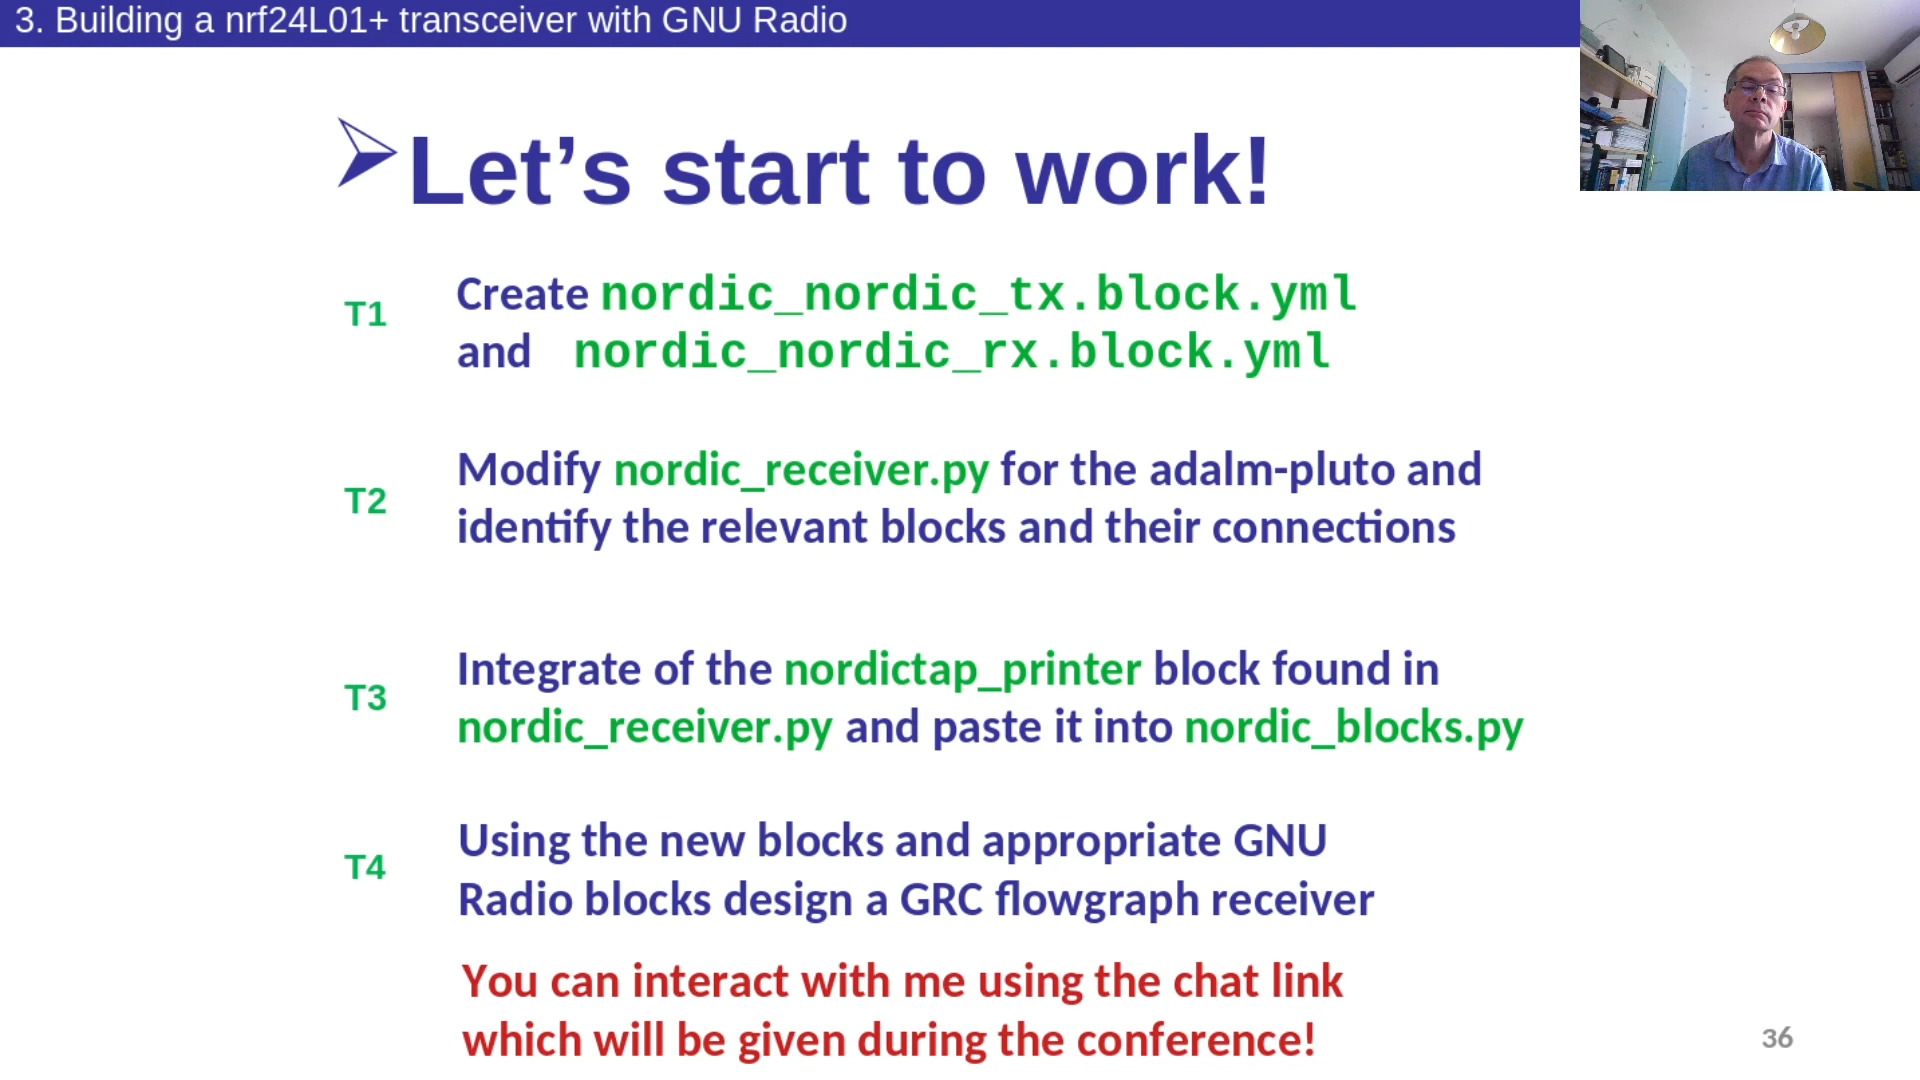 3. Building a nrf24L01+ transceiver with GNU Radio
Let’s start to work!
T1
Create nordic_nordic_tx.block.yml
and nordic_nordic_rx.block.yml
T2
Modify nordic_receiver.py for the adalm-pluto and
identify the relevant blocks and their connections
T3
Integrate of the nordictap_printer block found in
nordic_receiver.py and paste it into nordic_blocks.py
T4
Using the new blocks and appropriate GNU
Radio blocks design a GRC flowgraph receiver
You can interact with me using the chat link
which will be given during the conference!
36